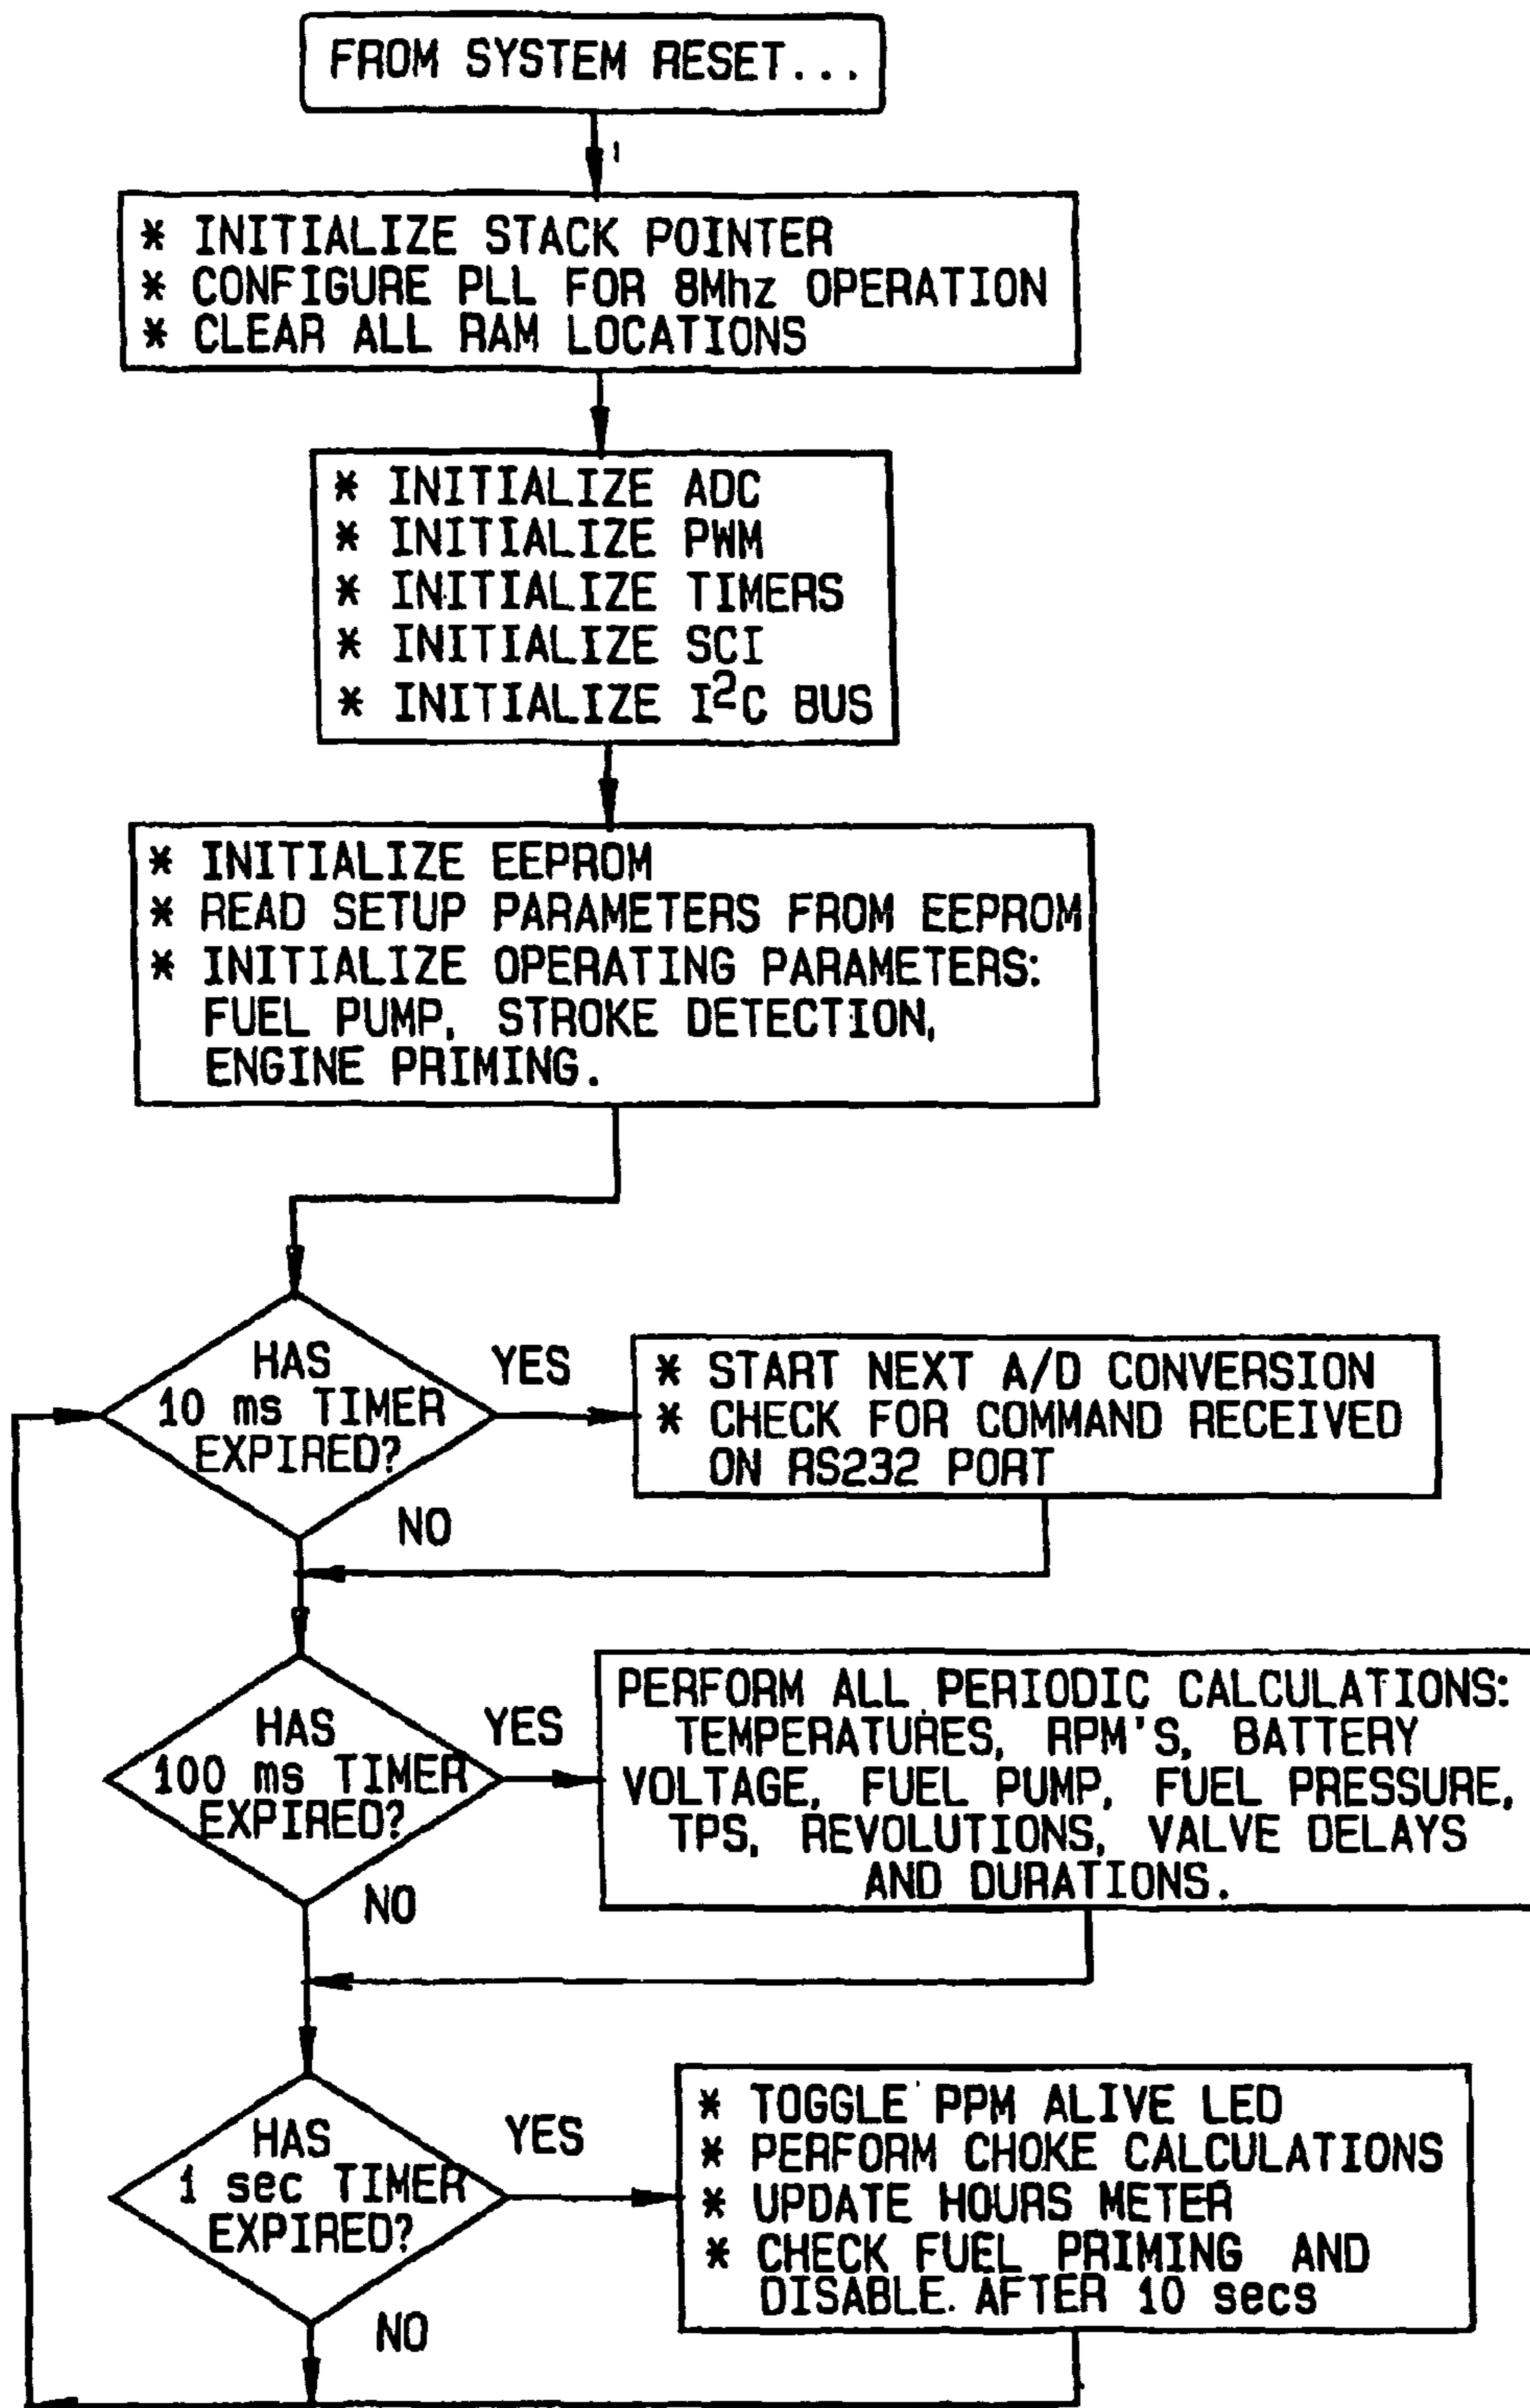 FROM SYSTEM RESET...
* INITIALIZE STACK POINTER
* CONFIGURE PLL FOR 8Mhz OPERATION
* CLEAR ALL RAM LOCATIONS
* INITIALIZE ADC
* INITIALIZE PWM
* INITIALIZE TIMERS
* INITIALIZE SCI
* INITIALIZE I²C BUS
* INITIALIZE EEPROM
* READ SETUP PARAMETERS FROM EEPROM
* INITIALIZE OPERATING PARAMETERS:
FUEL PUMP, STROKE DETECTION,
ENGINE PRIMING.
HAS
10 ms TIMER
EXPIRED?
YES
* START NEXT A/D CONVERSION
* CHECK FOR COMMAND RECEIVED
ON RS232 PORT
NO
HAS
100 ms TIMER
EXPIRED?
YES
PERFORM ALL PERIODIC CALCULATIONS:
TEMPERATURES, RPM'S, BATTERY
VOLTAGE, FUEL PUMP, FUEL PRESSURE,
TPS, REVOLUTIONS, VALVE DELAYS
AND DURATIONS.
NO
HAS
1 sec TIMER
EXPIRED?
YES
* TOGGLE PPM ALIVE LED
* PERFORM CHOKE CALCULATIONS
* UPDATE HOURS METER
* CHECK FUEL PRIMING AND
DISABLE AFTER 10 secs
NO